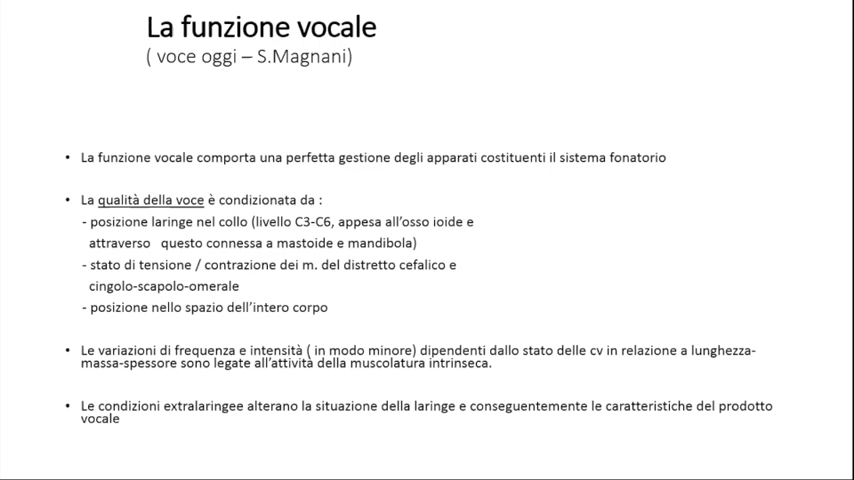 La funzione vocale
( voce oggi – S.Magnani)
• La funzione vocale comporta una perfetta gestione degli apparati costituenti il sistema fonatorio
• La qualità della voce è condizionata da :
- posizione laringe nel collo (livello C3-C6, appesa all'osso ioide e
attraverso questo connessa a mastoide e mandibola)
- stato di tensione / contrazione dei m. del distretto cefalico e
cingolo-scapolo-omerale
- posizione nello spazio dell'intero corpo
• Le variazioni di frequenza e intensità ( in modo minore) dipendenti dallo stato delle cv in relazione a lunghezza-
massa-spessore sono legate all'attività della muscolatura intrinseca.
• Le condizioni extralaringee alterano la situazione della laringe e conseguentemente le caratteristiche del prodotto
vocale